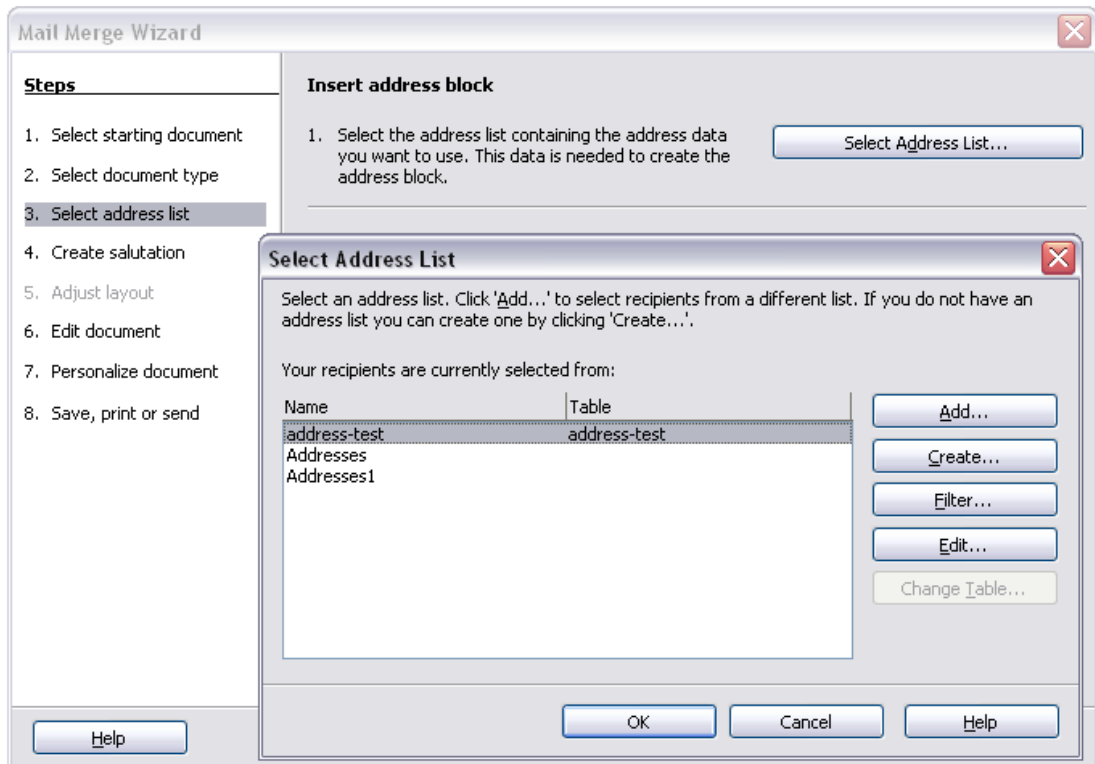 Mail Merge Wizard
Steps
1. Select starting document
2. Select document type
3. Select address list
4. Create salutation
5. Adjust layout
6. Edit document
7. Personalize document
8. Save, print or send
Help
Insert address block
1. Select the address list containing the address data
you want to use. This data is needed to create the
address block.
Select Address List...
Select Address List
Select an address list. Click 'Add...' to select recipients from a different list. If you do not have an
address list you can create one by clicking 'Create...'.
Your recipients are currently selected from:
Name Table
address-test address-test
Addresses
Addresses1
Add...
Create...
Filter...
Edit...
Change Table...
OK Cancel Help